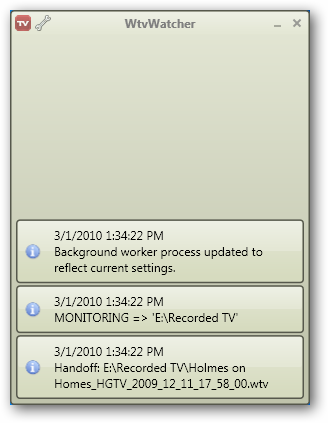 TV
WtvWatcher
3/1/2010 1:34:22 PM
Background worker process updated to
reflect current settings.
3/1/2010 1:34:22 PM
MONITORING => 'E:\Recorded TV'
3/1/2010 1:34:22 PM
Handoff: E:\Recorded TV\Holmes on
Homes_HGTV_2009_12_11_17_58_00.wtv